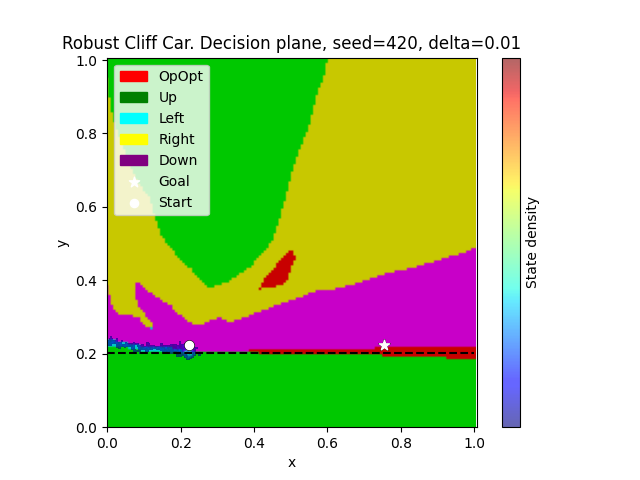 Robust Cliff Car. Decision plane, seed=420, delta=0.01
1.0
0.8
0.6
0.4
0.2
0.0
y
OpOpt
Up
Left
Right
Down
Goal
Start
0.0 0.2 0.4 0.6 0.8 1.0
x
State density